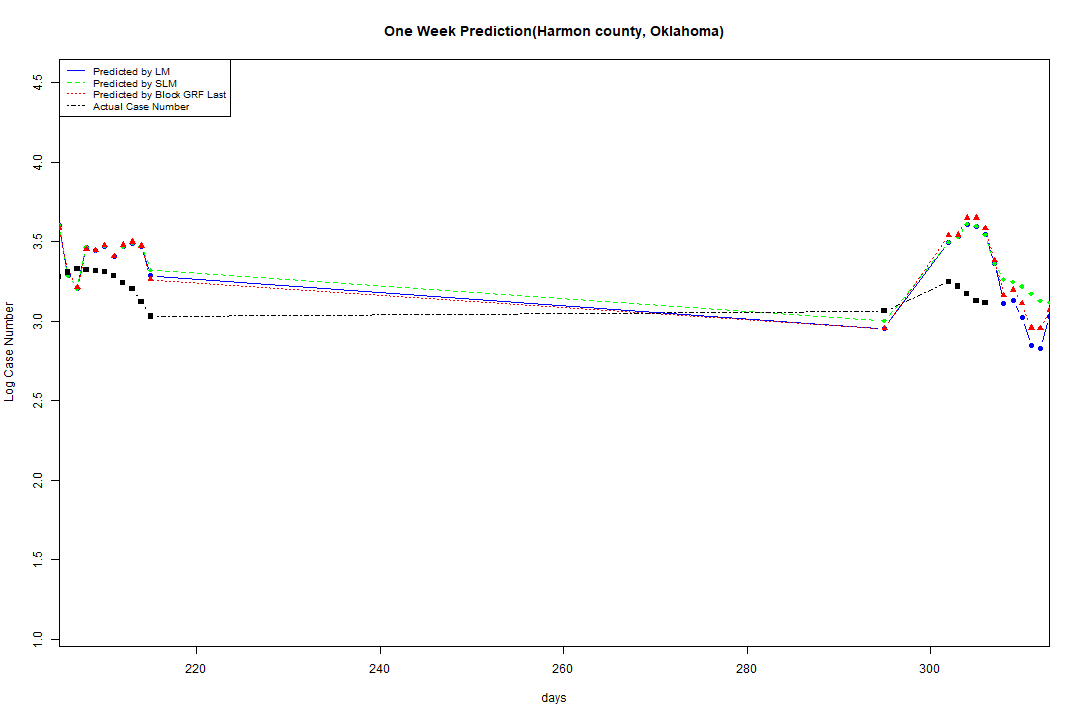 One Week Prediction(Harmon county, Oklahoma)
Predicted by LM
Predicted by SLM
Predicted by Block GRF Last
Actual Case Number
4.5
4.0
3.5
3.0
2.5
2.0
1.5
1.0
Log Case Number
220 240 260 280 300
days